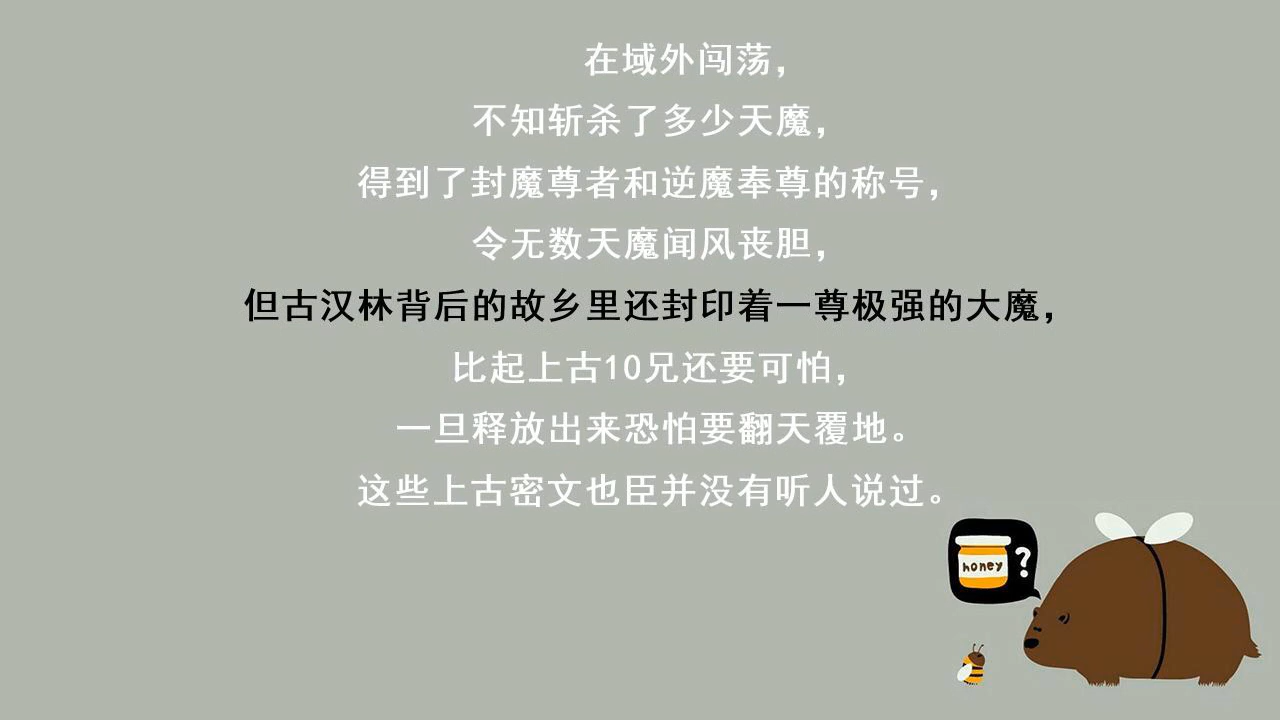 在域外闯荡，
不知斩杀了多少天魔，
得到了封魔尊者和逆魔奉尊的称号，
令无数天魔闻风丧胆，
但古汉林背后的故乡里还封印着一尊极强的大魔，
比起上古10兄还要可怕，
一旦释放出来恐怕要翻天覆地。
这些上古密文也臣并没有听人说过。
honey ?